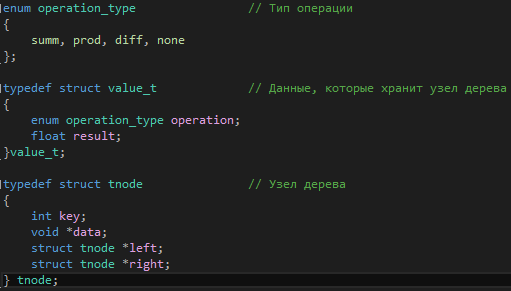 enum operation_type // Тип операции
{
summ, prod, diff, none
};
typedef struct value_t // Данные, которые хранит узел дерева
{
enum operation_type operation;
float result;
}value_t;
typedef struct tnode // Узел дерева
{
int key;
void *data;
struct tnode *left;
struct tnode *right;
} tnode;